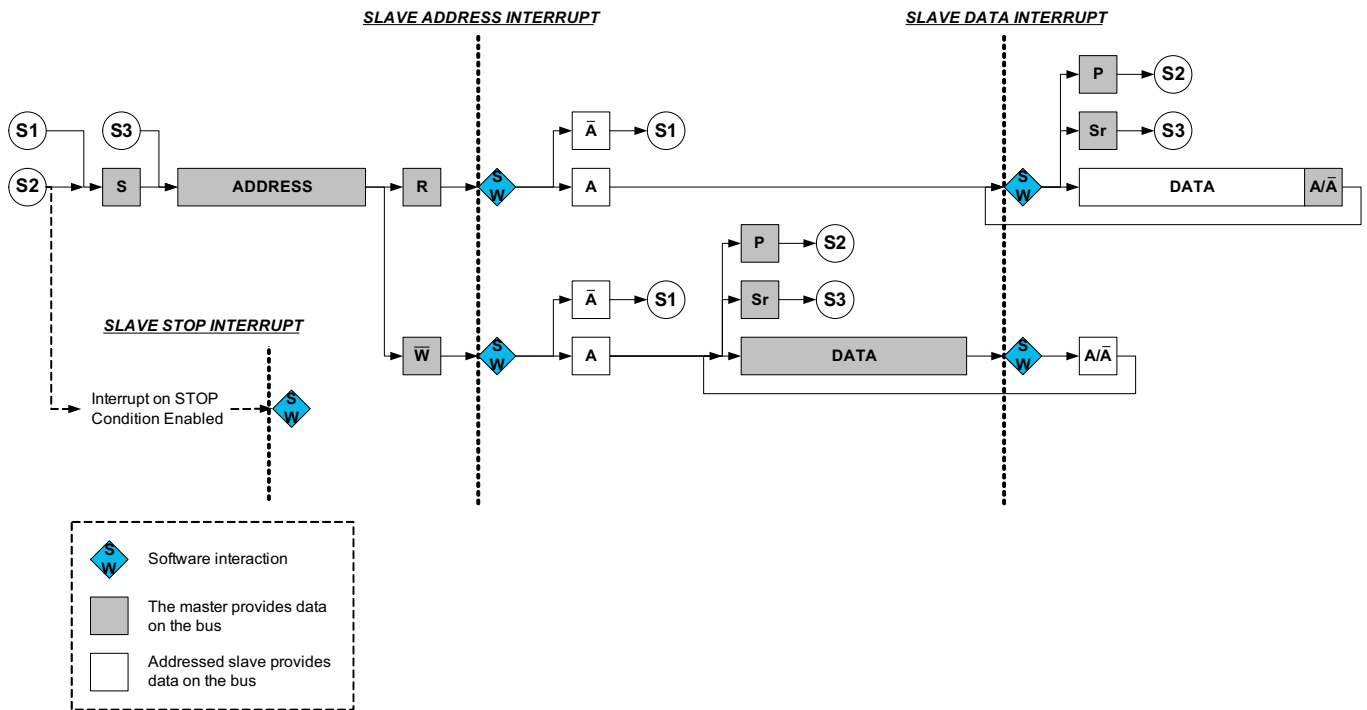 SLAVE ADDRESS INTERRUPT
SLAVE DATA INTERRUPT
P
S2
S1
S3
A̅
S1
Sr
S3
S2
S
ADDRESS
R
S
W
A
S
W
DATA
A/A̅
P
S2
A̅
S1
Sr
S3
SLAVE STOP INTERRUPT
W̅
S
W
A
DATA
S
W
A/A̅
Interrupt on STOP
Condition Enabled
S
W
S
W
Software interaction
The master provides data
on the bus
Addressed slave provides
data on the bus